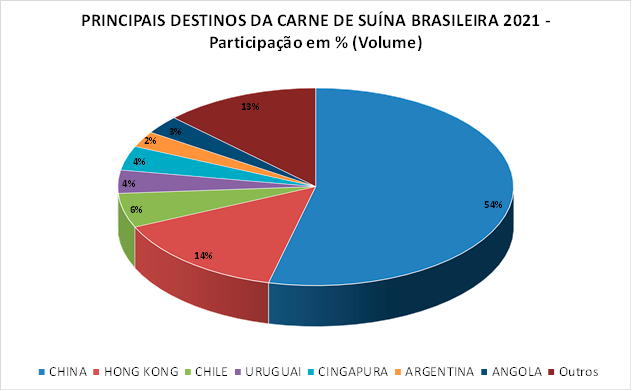 PRINCIPAIS DESTINOS DA CARNE DE SUÍNA BRASILEIRA 2021 -
Participação em % (Volume)
13%
3%
2%
4%
4%
6%
54%
14%
CHINA HONG KONG CHILE URUGUAI CINGAPURA ARGENTINA ANGOLA Outros